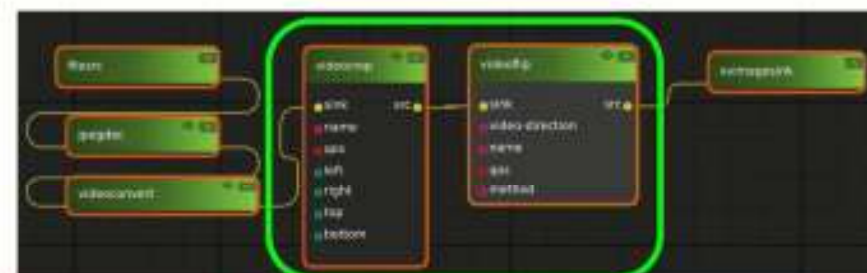 filesrc
jpegdec
videoconvert
videocrop
sink
src
name
qos
left
right
top
bottom
videoflip
sink
src
video-direction
name
qos
method
xvimagesink